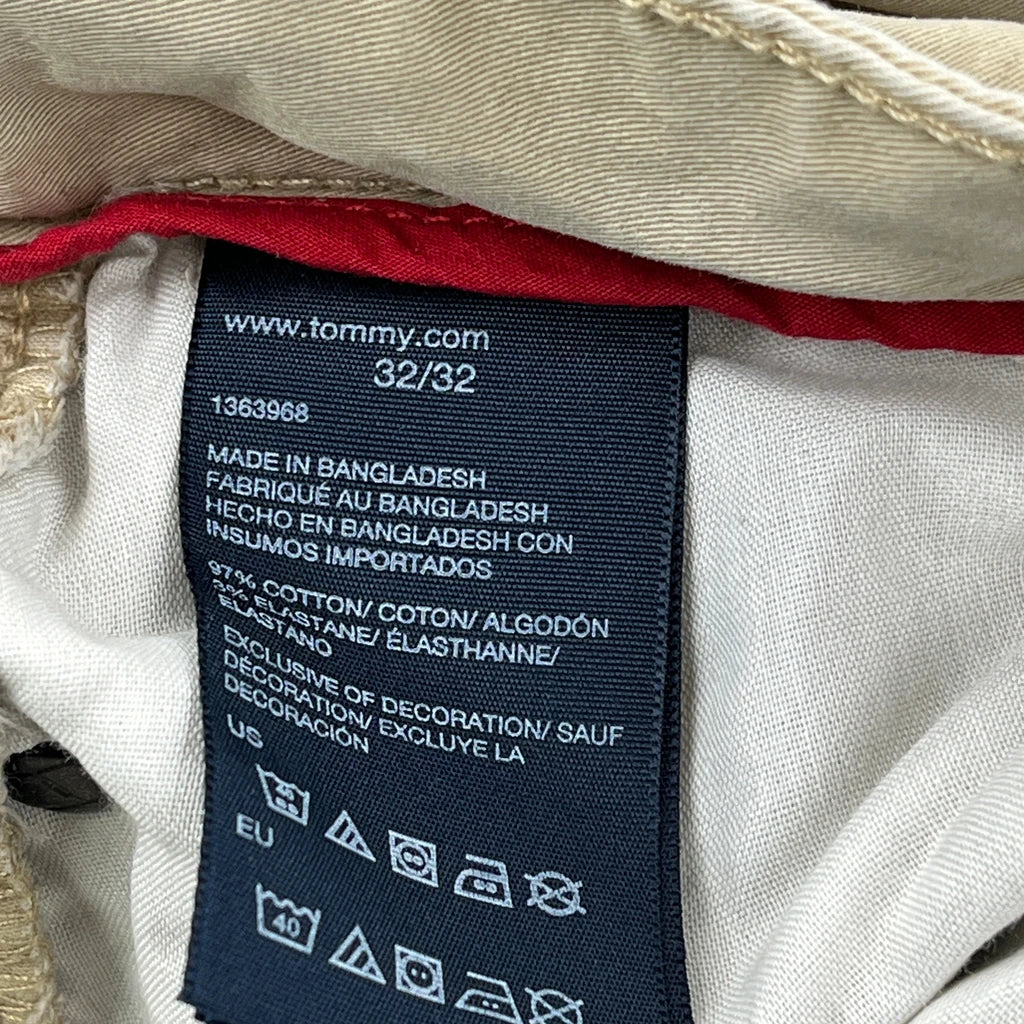 www.tommy.com
32/32
1363968
MADE IN BANGLADESH
FABRIQUÉ AU BANGLADESH
HECHO EN BANGLADESH CON
INSUMOS IMPORTADOS
97% COTTON/ COTON/ ALGODÓN
3% ELASTANE/ ÉLASTHANNE/
ELASTANO
EXCLUSIVE OF DECORATION/ SAUF
DÉCORATION/ EXCLUYE LA
DECORACIÓN
US
EU
40